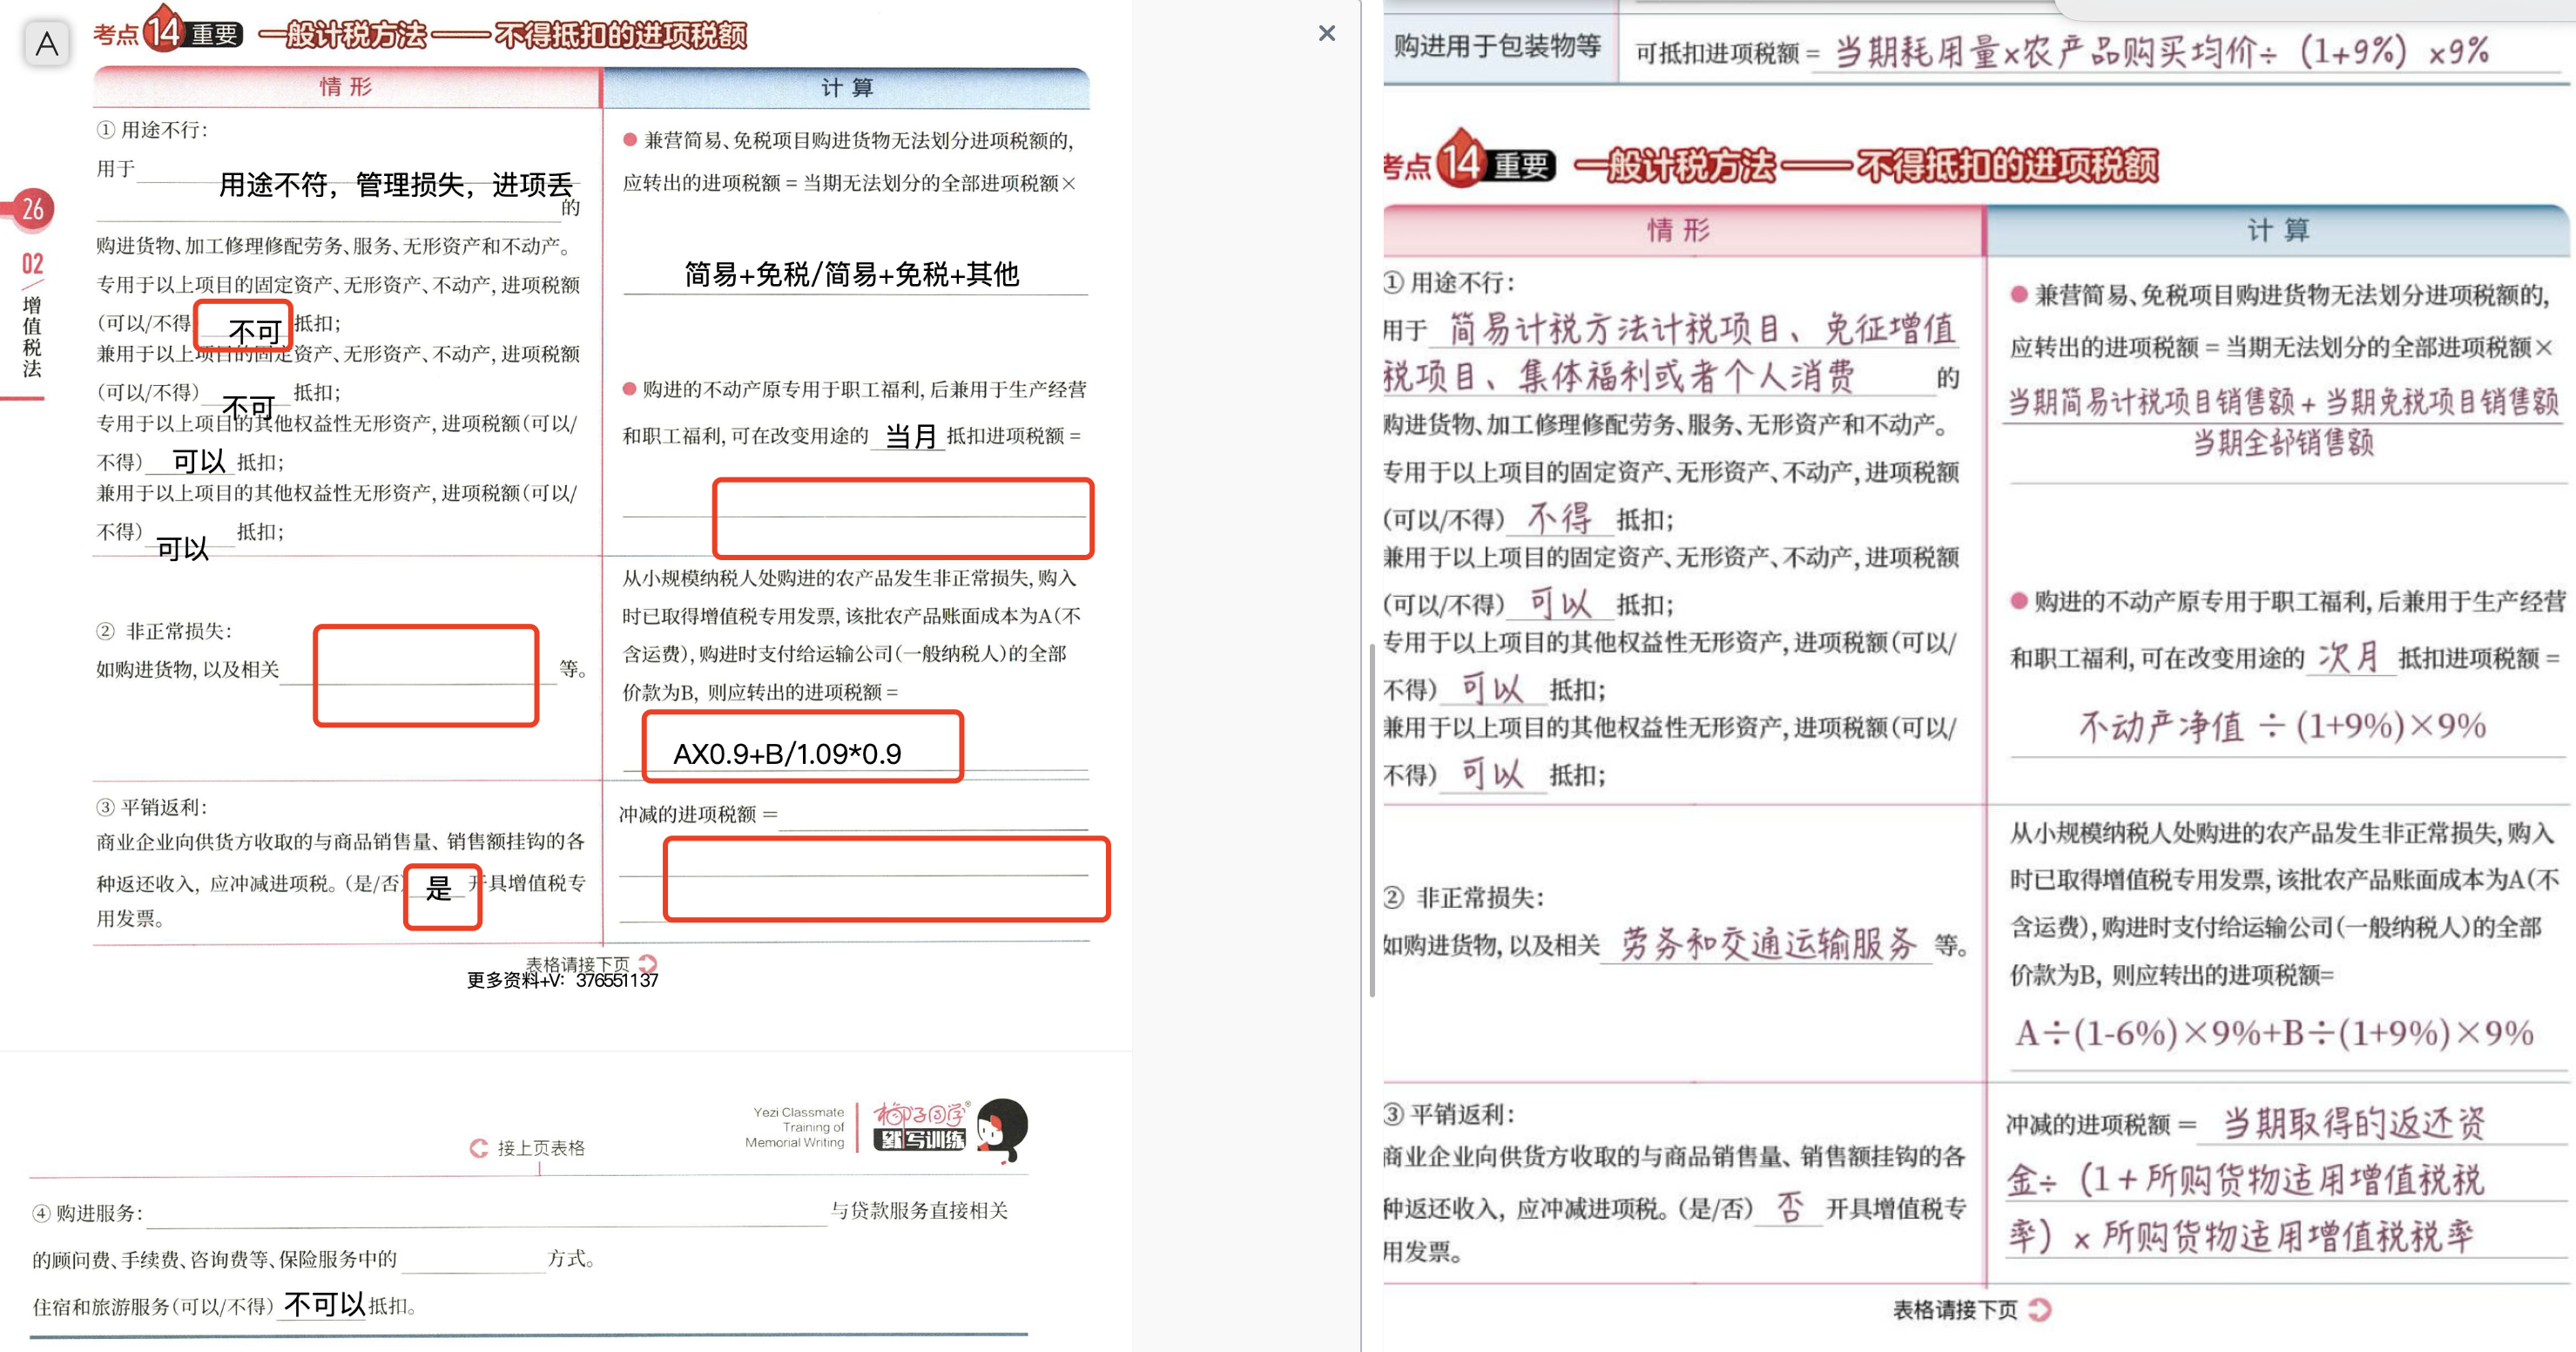 A
考点14 重要 一般计税方法——不得抵扣的进项税额
情形
计算
① 用途不行：
用于 用途不符，管理损失，进项丢
的
购进货物、加工修理修配劳务、服务、无形资产和不动产。
专用于以上项目的固定资产、无形资产、不动产，进项税额
（可以/不得 不可 抵扣；
兼用于以上项目的固定资产、无形资产、不动产，进项税额
（可以/不得） 不可 抵扣；
专用于以上项目的其他权益性无形资产，进项税额（可以/
不得） 可以 抵扣；
兼用于以上项目的其他权益性无形资产，进项税额（可以/
不得） 可以 抵扣；
● 兼营简易、免税项目购进货物无法划分进项税额的，
应转出的进项税额 = 当期无法划分的全部进项税额×
简易+免税/简易+免税+其他
● 购进的不动产原专用于职工福利，后兼用于生产经营
和职工福利，可在改变用途的 当月 抵扣进项税额 =
② 非正常损失：
如购进货物，以及相关 等。
从小规模纳税人处购进的农产品发生非正常损失，购入
时已取得增值税专用发票，该批农产品账面成本为A（不
含运费），购进时支付给运输公司（一般纳税人）的全部
价款为B，则应转出的进项税额 =
AX0.9+B/1.09*0.9
③ 平销返利：
商业企业向供货方收取的与商品销售量、销售额挂钩的各
种返还收入，应冲减进项税。（是/否 是 开具增值税专
用发票。
冲减的进项税额 =
表格请接下页
更多资料+V：376551137
26
02
增值税法
Yezi Classmate
Training of
Memorial Writing
椰子同学
默写训练
接上页表格
④ 购进服务： 与贷款服务直接相关
的顾问费、手续费、咨询费等、保险服务中的 方式。
住宿和旅游服务（可以/不得） 不可以 抵扣。
×
购进用于包装物等
可抵扣进项税额 = 当期耗用量×农产品购买均价÷（1+9%）×9%
考点14 重要 一般计税方法——不得抵扣的进项税额
情形
计算
① 用途不行：
用于 简易计税方法计税项目、免征增值
税项目、集体福利或者个人消费 的
购进货物、加工修理修配劳务、服务、无形资产和不动产。
专用于以上项目的固定资产、无形资产、不动产，进项税额
（可以/不得） 不得 抵扣；
兼用于以上项目的固定资产、无形资产、不动产，进项税额
（可以/不得） 可以 抵扣；
专用于以上项目的其他权益性无形资产，进项税额（可以/
不得） 可以 抵扣；
兼用于以上项目的其他权益性无形资产，进项税额（可以/
不得） 可以 抵扣；
● 兼营简易、免税项目购进货物无法划分进项税额的，
应转出的进项税额 = 当期无法划分的全部进项税额×
当期简易计税项目销售额 + 当期免税项目销售额
当期全部销售额
● 购进的不动产原专用于职工福利，后兼用于生产经营
和职工福利，可在改变用途的 次月 抵扣进项税额 =
不动产净值 ÷(1+9%)×9%
② 非正常损失：
如购进货物，以及相关 劳务和交通运输服务 等。
从小规模纳税人处购进的农产品发生非正常损失，购入
时已取得增值税专用发票，该批农产品账面成本为A（不
含运费），购进时支付给运输公司（一般纳税人）的全部
价款为B，则应转出的进项税额=
A÷(1-6%)×9%+B÷(1+9%)×9%
③ 平销返利：
商业企业向供货方收取的与商品销售量、销售额挂钩的各
种返还收入，应冲减进项税。（是/否） 否 开具增值税专
用发票。
冲减的进项税额 = 当期取得的返还资
金÷（1＋所购货物适用增值税税
率）×所购货物适用增值税税率
表格请接下页